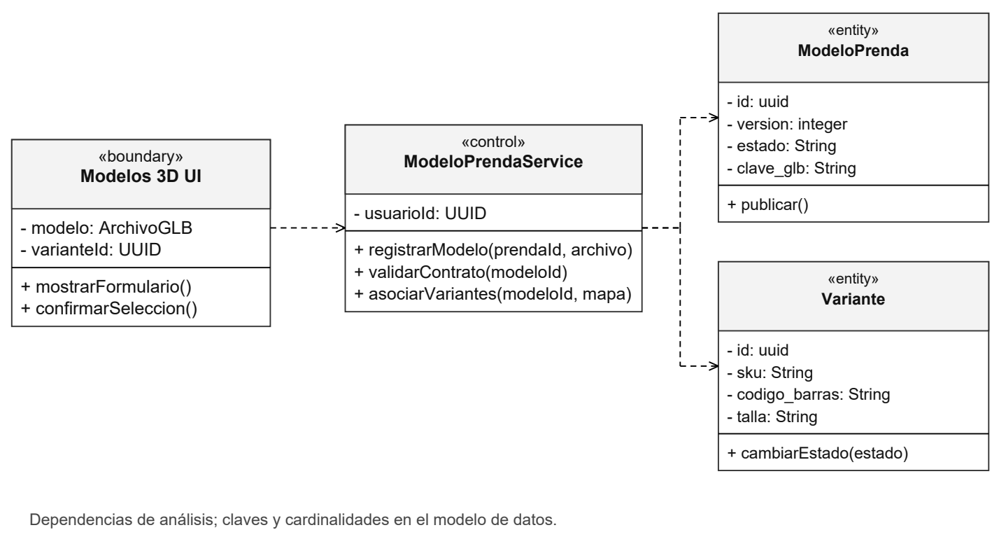 «boundary»
Modelos 3D UI
- modelo: ArchivoGLB
- varianteId: UUID
+ mostrarFormulario()
+ confirmarSeleccion()
«control»
ModeloPrendaService
- usuarioId: UUID
+ registrarModelo(prendaId, archivo)
+ validarContrato(modeloId)
+ asociarVariantes(modeloId, mapa)
«entity»
ModeloPrenda
- id: uuid
- version: integer
- estado: String
- clave_glb: String
+ publicar()
«entity»
Variante
- id: uuid
- sku: String
- codigo_barras: String
- talla: String
+ cambiarEstado(estado)
Dependencias de análisis; claves y cardinalidades en el modelo de datos.